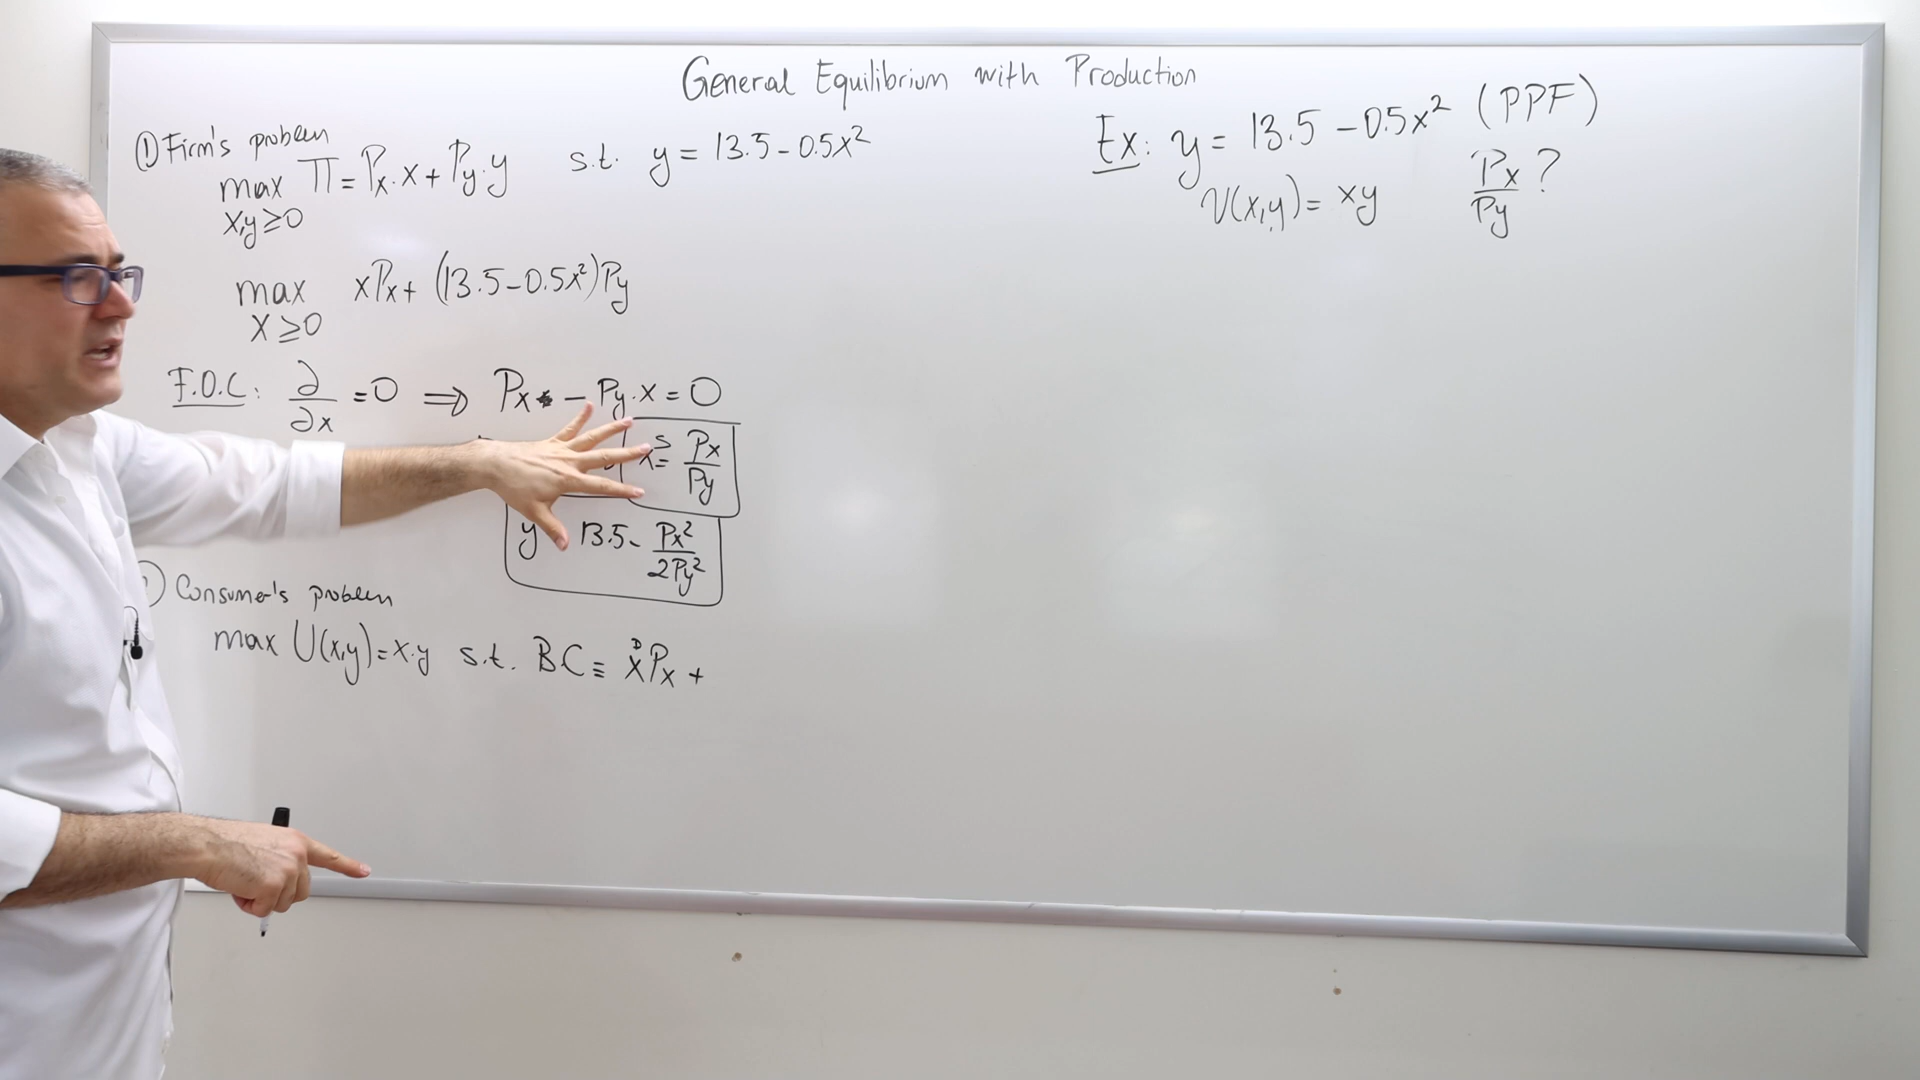 General Equilibrium with Production
① Firm's problem
max Π = Px.x + Py.y s.t. y = 13.5 - 0.5x²
x,y ≥ 0
max xPx + (13.5 - 0.5x²)Py
x ≥ 0
F.O.C: ∂/∂x = 0 ⇒ Px - Py.x = 0
xˢ = Px/Py
y 13.5 - Px²/2Py²
Consumer's problem
max U(x,y) = x.y s.t. BC ≡ xᴰPx +
Ex: y = 13.5 - 0.5x² (PPF)
U(x,y) = xy Px/Py ?